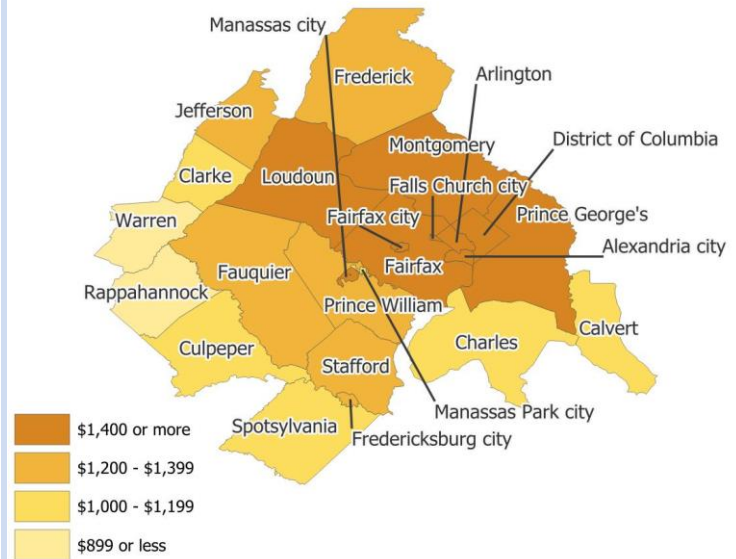 Manassas city
Frederick
Arlington
Jefferson
Montgomery
District of Columbia
Clarke
Loudoun
Falls Church city
Warren
Fairfax city
Prince George's
Alexandria city
Fauquier
Fairfax
Rappahannock
Prince William
Culpeper
Charles
Calvert
Stafford
Manassas Park city
Spotsylvania
Fredericksburg city
$1,400 or more
$1,200 - $1,399
$1,000 - $1,199
$899 or less